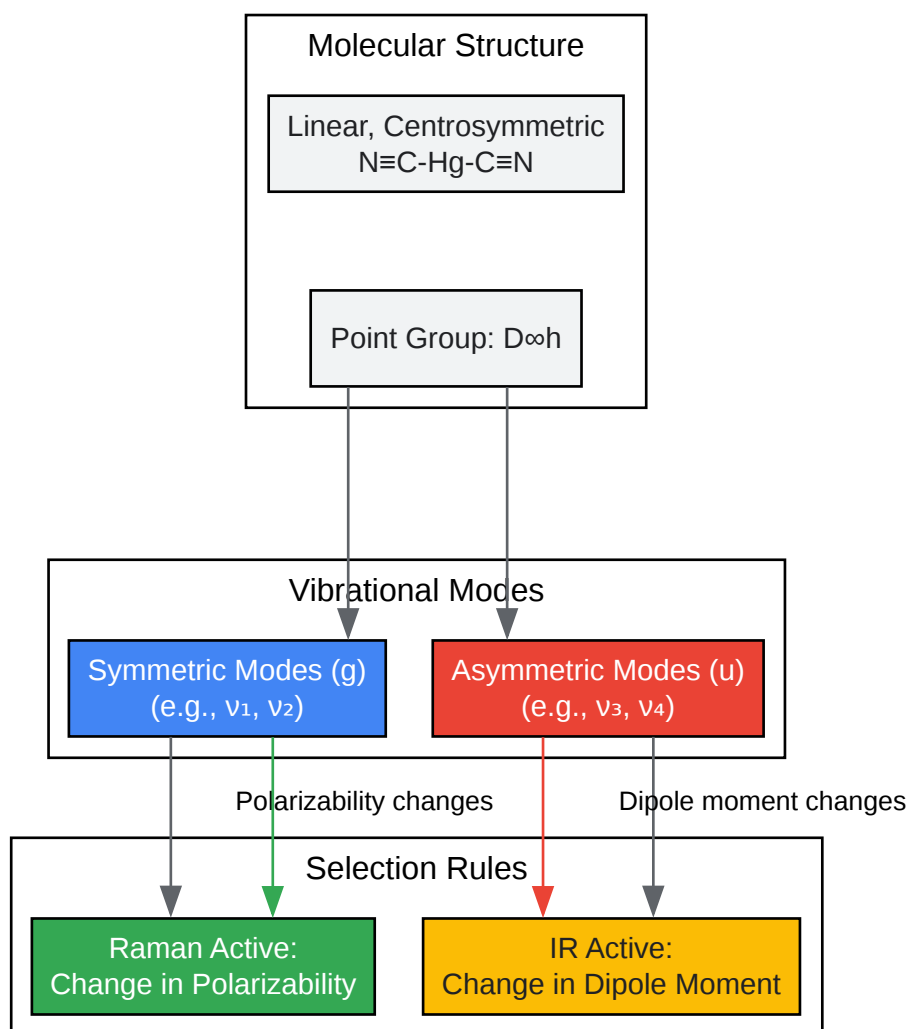 Molecular Structure
Linear, Centrosymmetric
N≡C-Hg-C≡N
Point Group: D∞h
Vibrational Modes
Symmetric Modes (g)
(e.g., ν₁, ν₂)
Asymmetric Modes (u)
(e.g., ν₃, ν₄)
Polarizability changes
Dipole moment changes
Selection Rules
Raman Active:
Change in Polarizability
IR Active:
Change in Dipole Moment